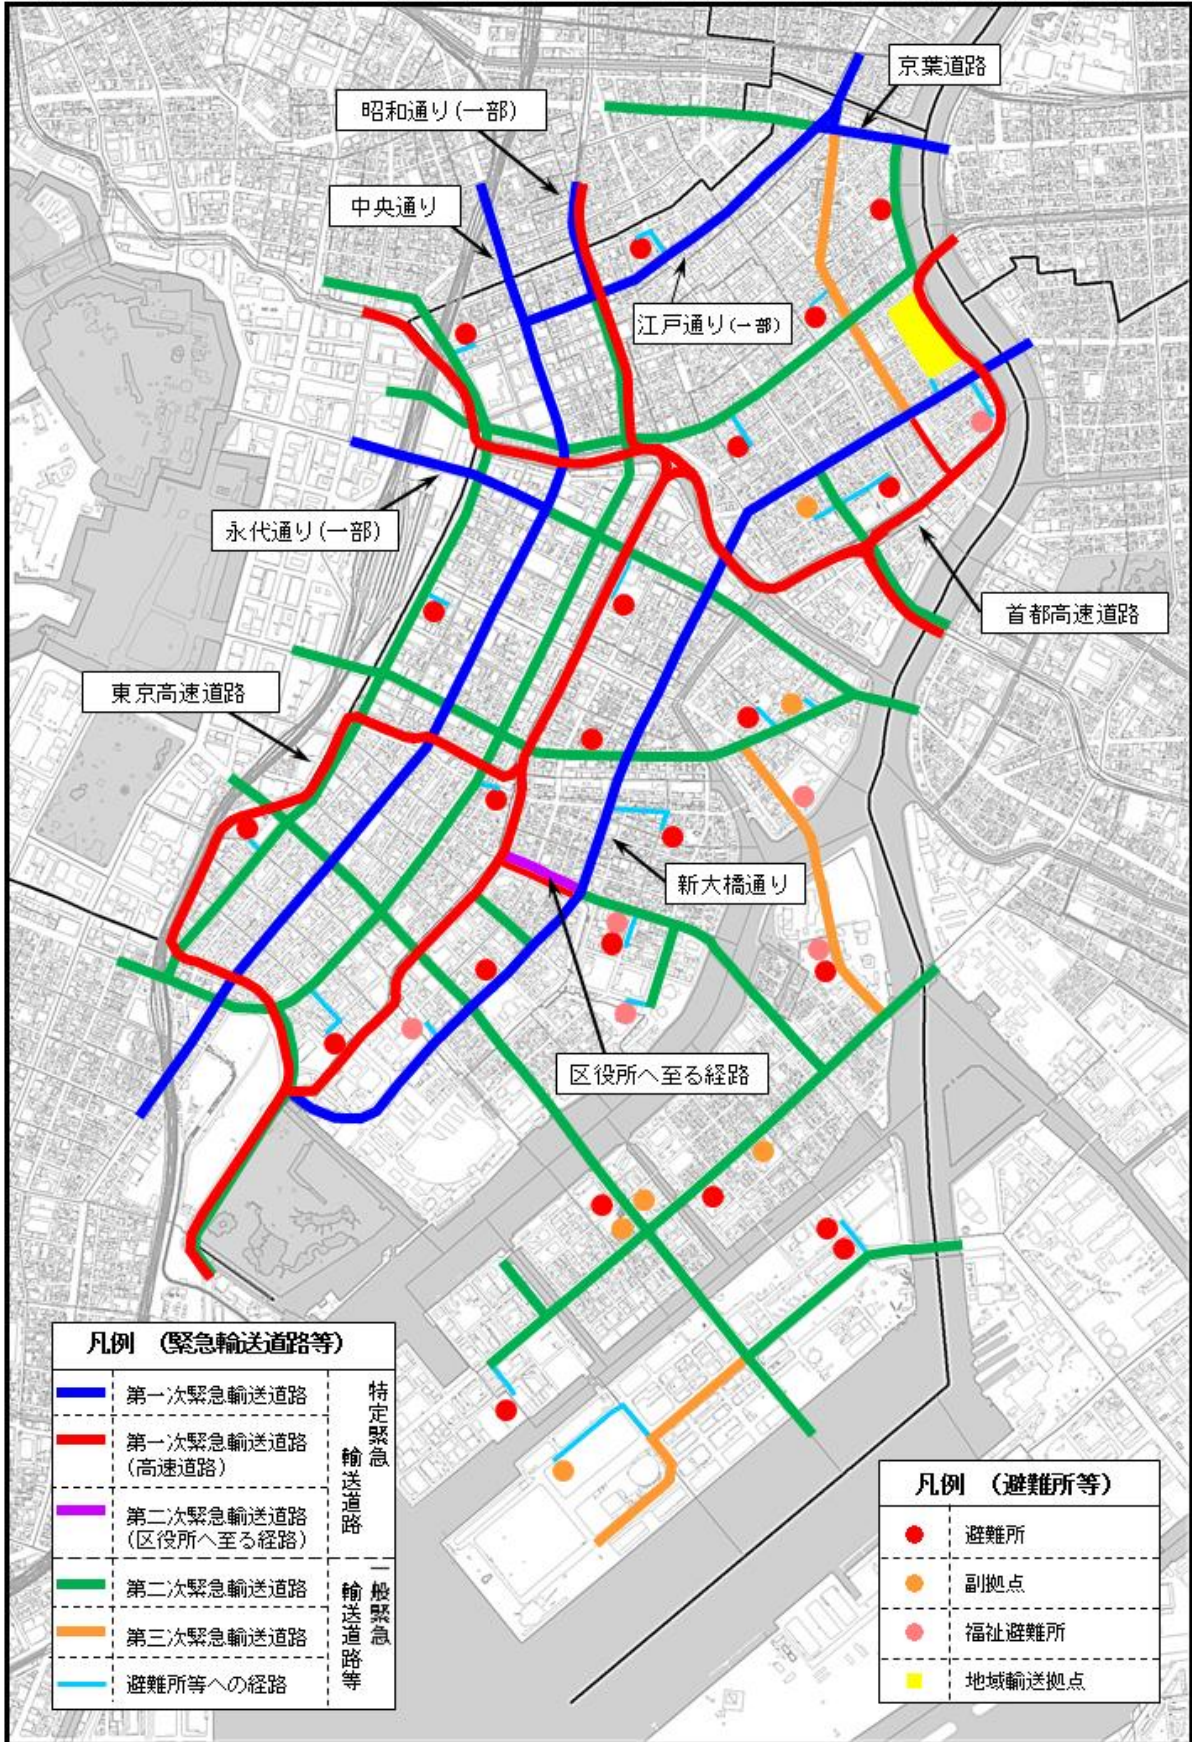 京葉道路
昭和通り(一部)
中央通り
江戸通り(一部)
永代通り(一部)
首都高速道路
東京高速道路
新大橋通り
区役所へ至る経路
凡例 (緊急輸送道路等)
第一次緊急輸送道路
第一次緊急輸送道路
(高速道路)
第二次緊急輸送道路
(区役所へ至る経路)
特定緊急
輸送道路
第二次緊急輸送道路
第三次緊急輸送道路
避難所等への経路
一般緊急
輸送道路等
凡例 (避難所等)
避難所
副拠点
福祉避難所
地域輸送拠点